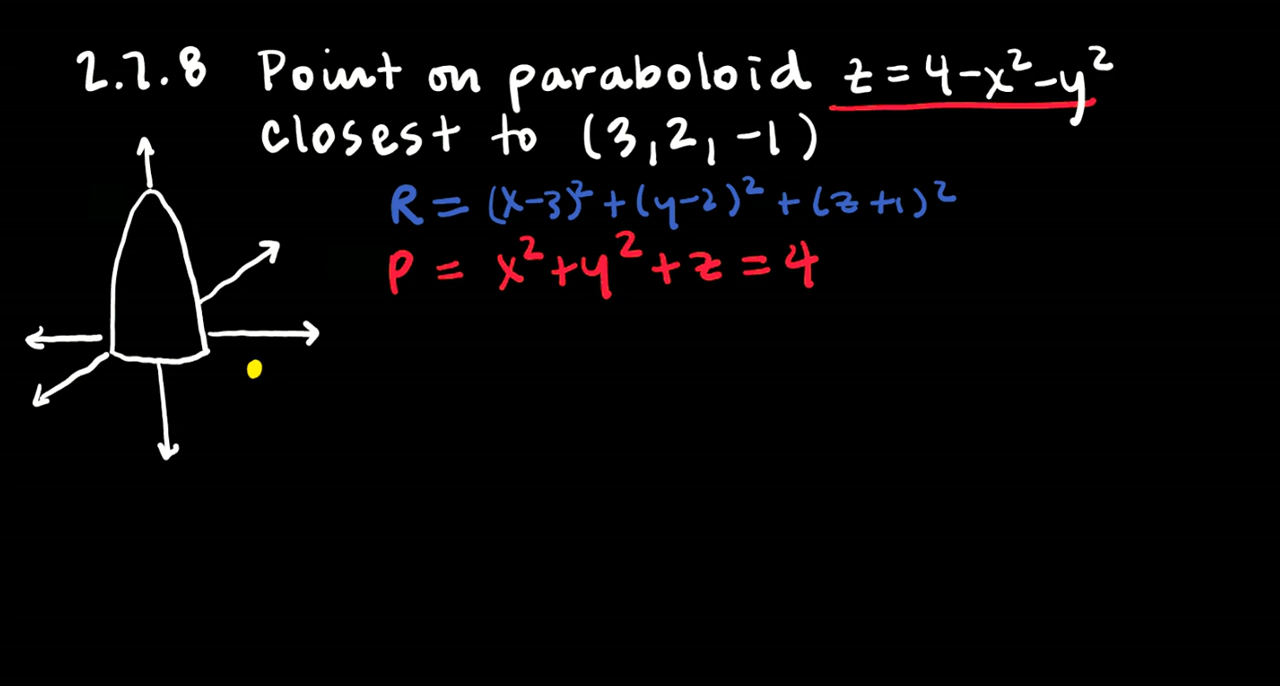 2.7.8 Point on paraboloid z = 4-x²-y²
closest to (3,2,-1)
R = (x-3)² + (y-2)² + (z+1)²
P = x²+y²+z = 4